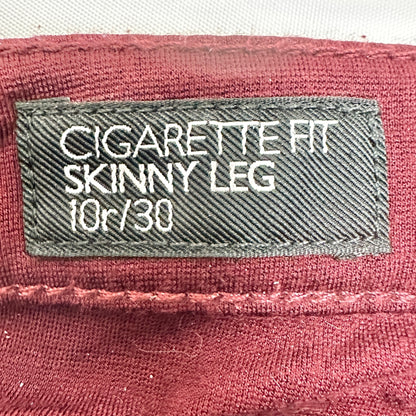 CIGARETTE FIT
SKINNY LEG
10r/30